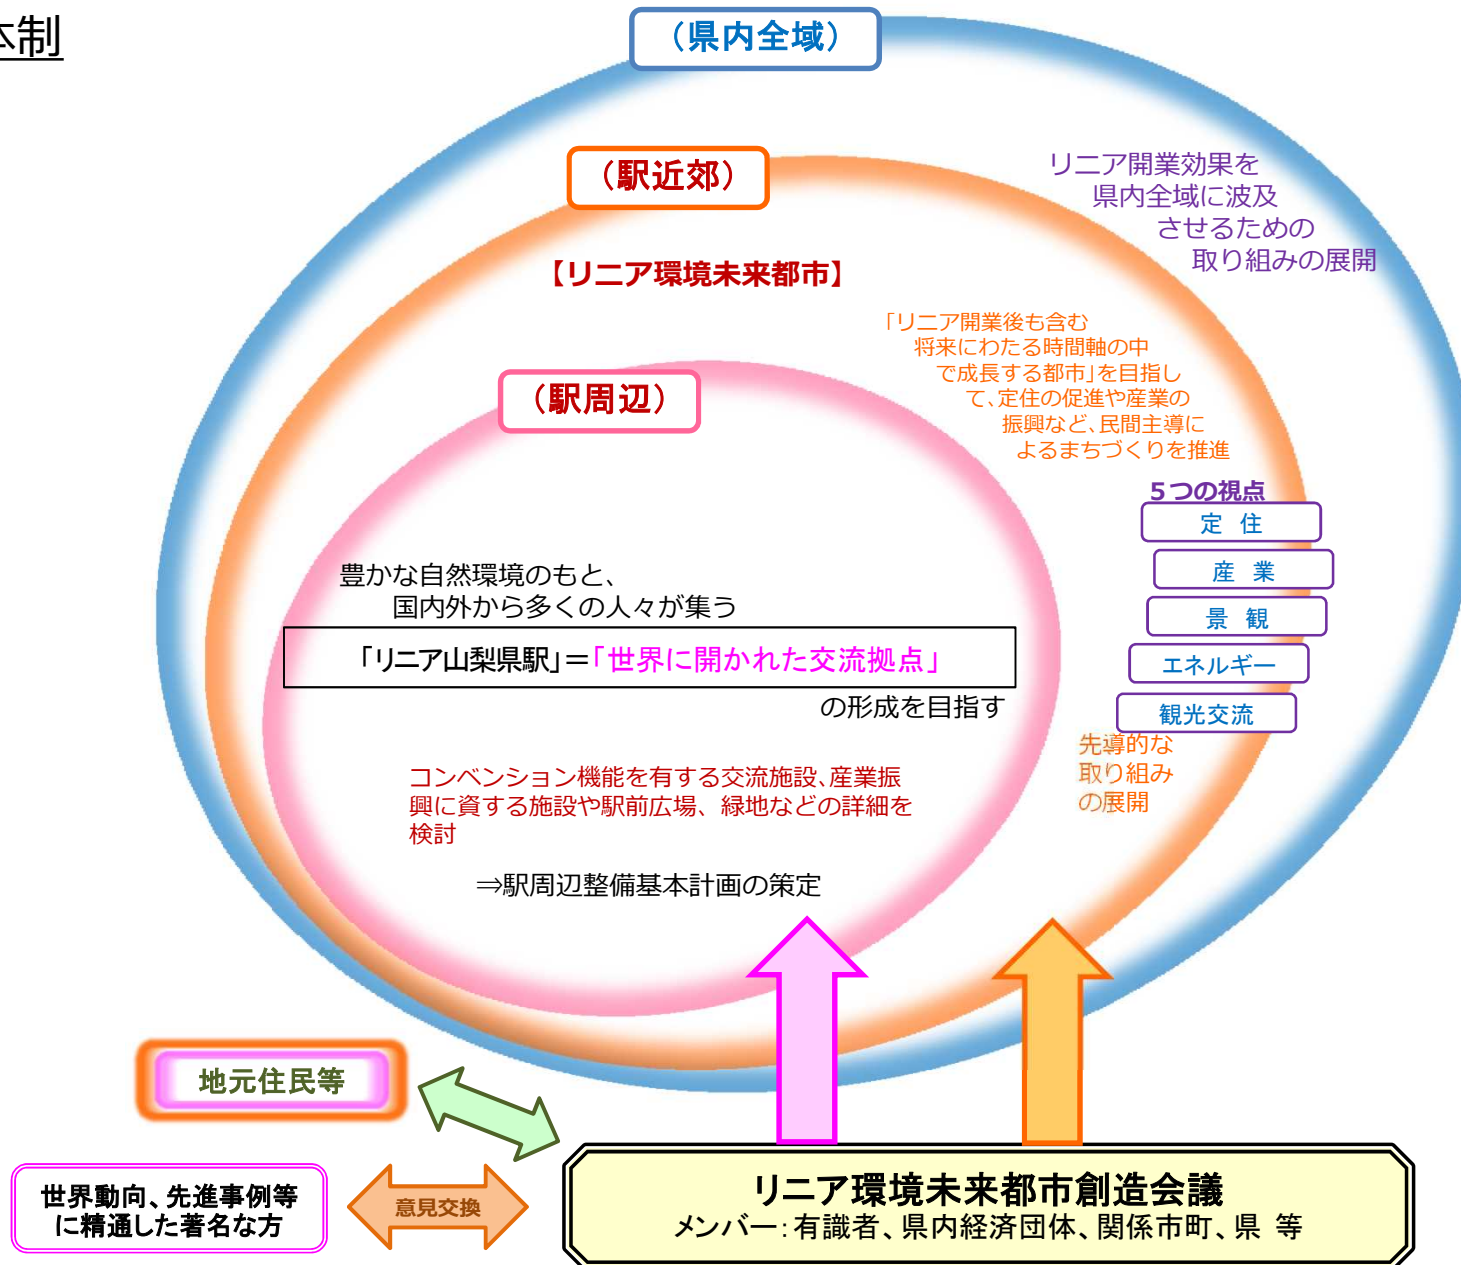 体制
（県内全域）
（駅近郊）
リニア開業効果を
県内全域に波及
させるための
取り組みの展開
【リニア環境未来都市】
「リニア開業後も含む
将来にわたる時間軸の中
で成長する都市」を目指し
て、定住の促進や産業の
振興など、民間主導に
よるまちづくりを推進
（駅周辺）
５つの視点
定 住
産 業
景 観
エネルギー
観光交流
先導的な
取り組み
の展開
豊かな自然環境のもと、
国内外から多くの人々が集う
「リニア山梨県駅」＝「世界に開かれた交流拠点」
の形成を目指す
コンベンション機能を有する交流施設、産業振
興に資する施設や駅前広場、緑地などの詳細を
検討
⇒駅周辺整備基本計画の策定
地元住民等
世界動向、先進事例等
に精通した著名な方
意見交換
リニア環境未来都市創造会議
メンバー：有識者、県内経済団体、関係市町、県 等